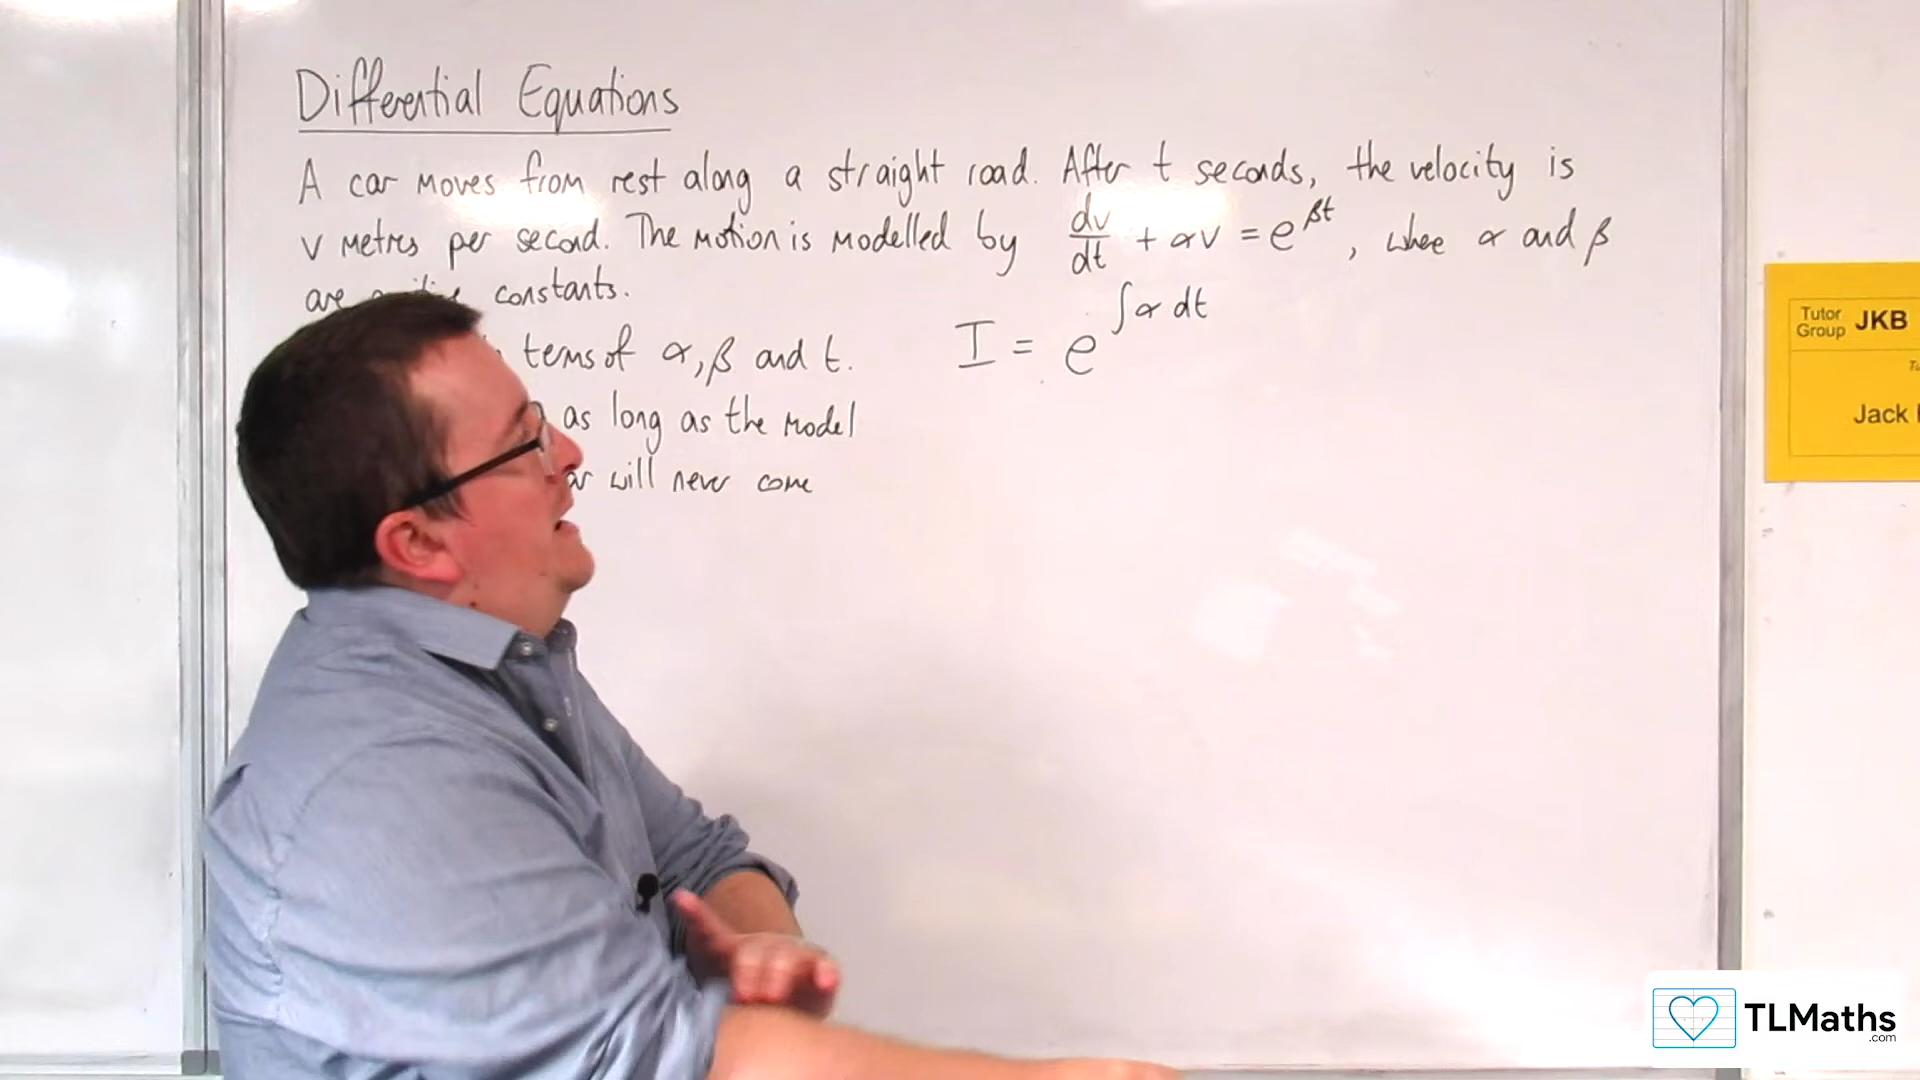 Differential Equations
A car moves from rest along a straight road. After t seconds, the velocity is
v metres per second. The motion is modelled by dv/dt + αv = e^βt, where α and β
are constants.
terms of α, β and t.
I = e^∫α dt
as long as the model
will never come
Tutor Group JKB
Jack
TLMaths
.com